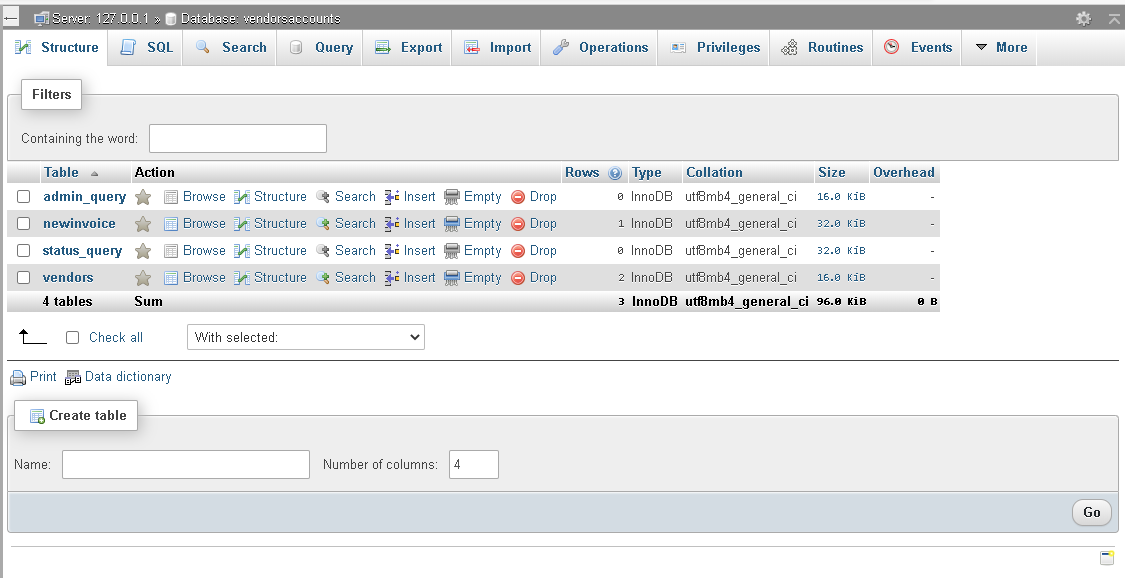 Server: 127.0.0.1 » Database: vendorsaccounts
Structure SQL Search Query Export Import Operations Privileges Routines Events More
Filters
Containing the word:
Table Action Rows Type Collation Size Overhead
admin_query Browse Structure Search Insert Empty Drop 0 InnoDB utf8mb4_general_ci 16.0 KiB -
newinvoice Browse Structure Search Insert Empty Drop 1 InnoDB utf8mb4_general_ci 32.0 KiB -
status_query Browse Structure Search Insert Empty Drop 0 InnoDB utf8mb4_general_ci 32.0 KiB -
vendors Browse Structure Search Insert Empty Drop 2 InnoDB utf8mb4_general_ci 16.0 KiB -
4 tables Sum 3 InnoDB utf8mb4_general_ci 96.0 KiB 0 B
Check all With selected:
Print Data dictionary
Create table
Name: Number of columns: 4
Go